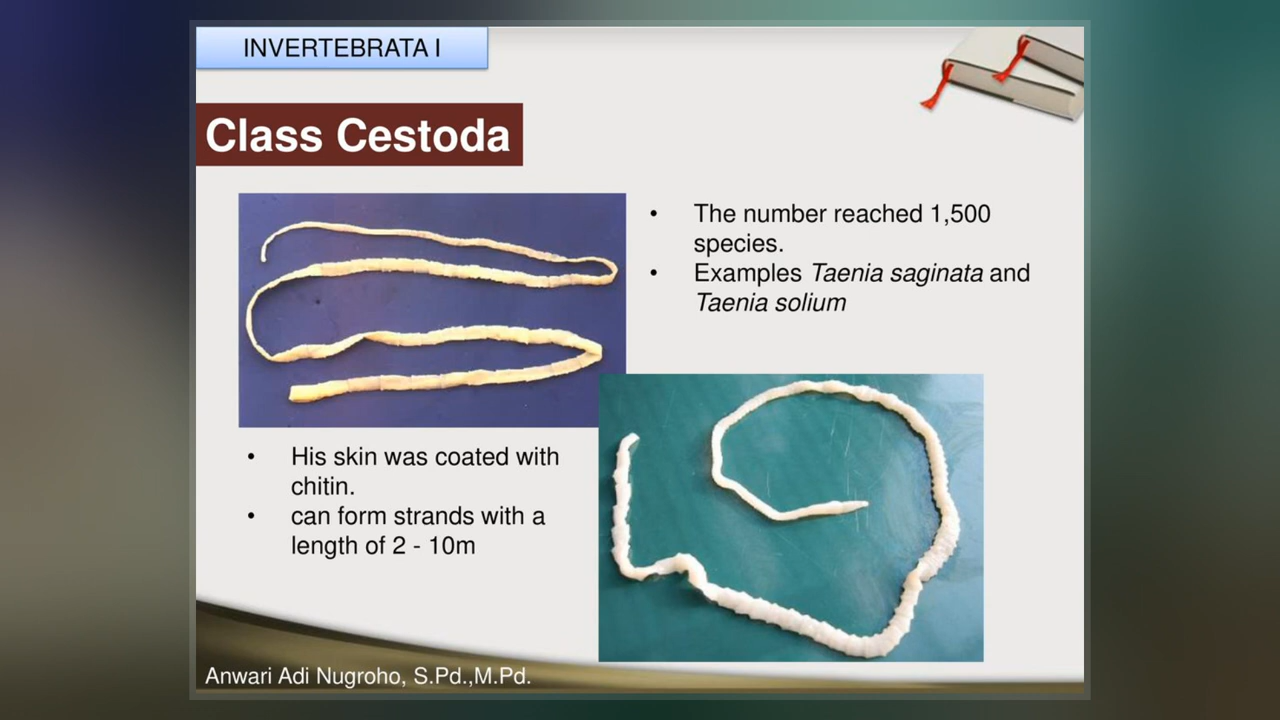 INVERTEBRATA I
Class Cestoda
• The number reached 1,500
species.
• Examples Taenia saginata and
Taenia solium
• His skin was coated with
chitin.
• can form strands with a
length of 2 - 10m
Anwari Adi Nugroho, S.Pd.,M.Pd.